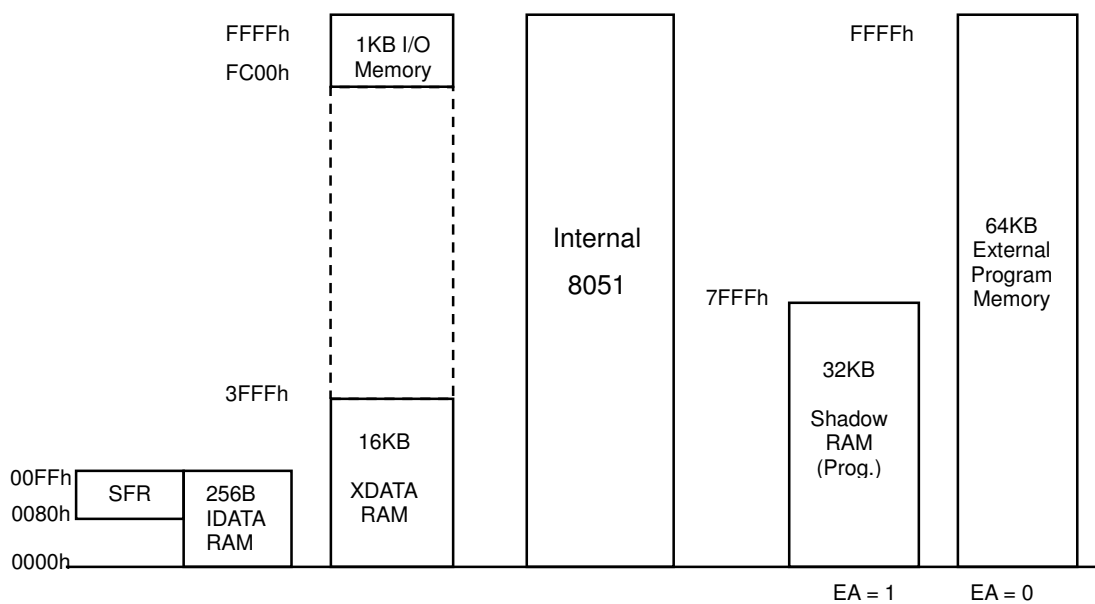 FFFFh
FC00h
1KB I/O
Memory
3FFFh
16KB
XDATA
RAM
00FFh
0080h
0000h
SFR
256B
IDATA
RAM
Internal
8051
7FFFh
32KB
Shadow
RAM
(Prog.)
EA = 1
FFFFh
64KB
External
Program
Memory
EA = 0